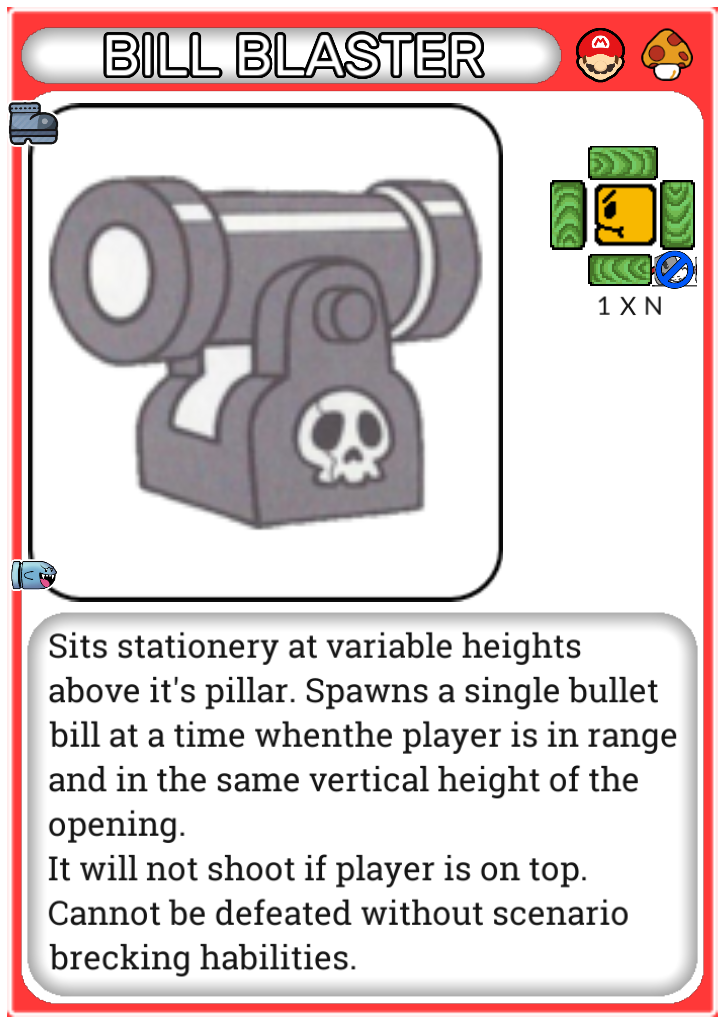 BILL BLASTER
1 X N
Sits stationery at variable heights
above it's pillar. Spawns a single bullet
bill at a time whenthe player is in range
and in the same vertical height of the
opening.
It will not shoot if player is on top.
Cannot be defeated without scenario
brecking habilities.